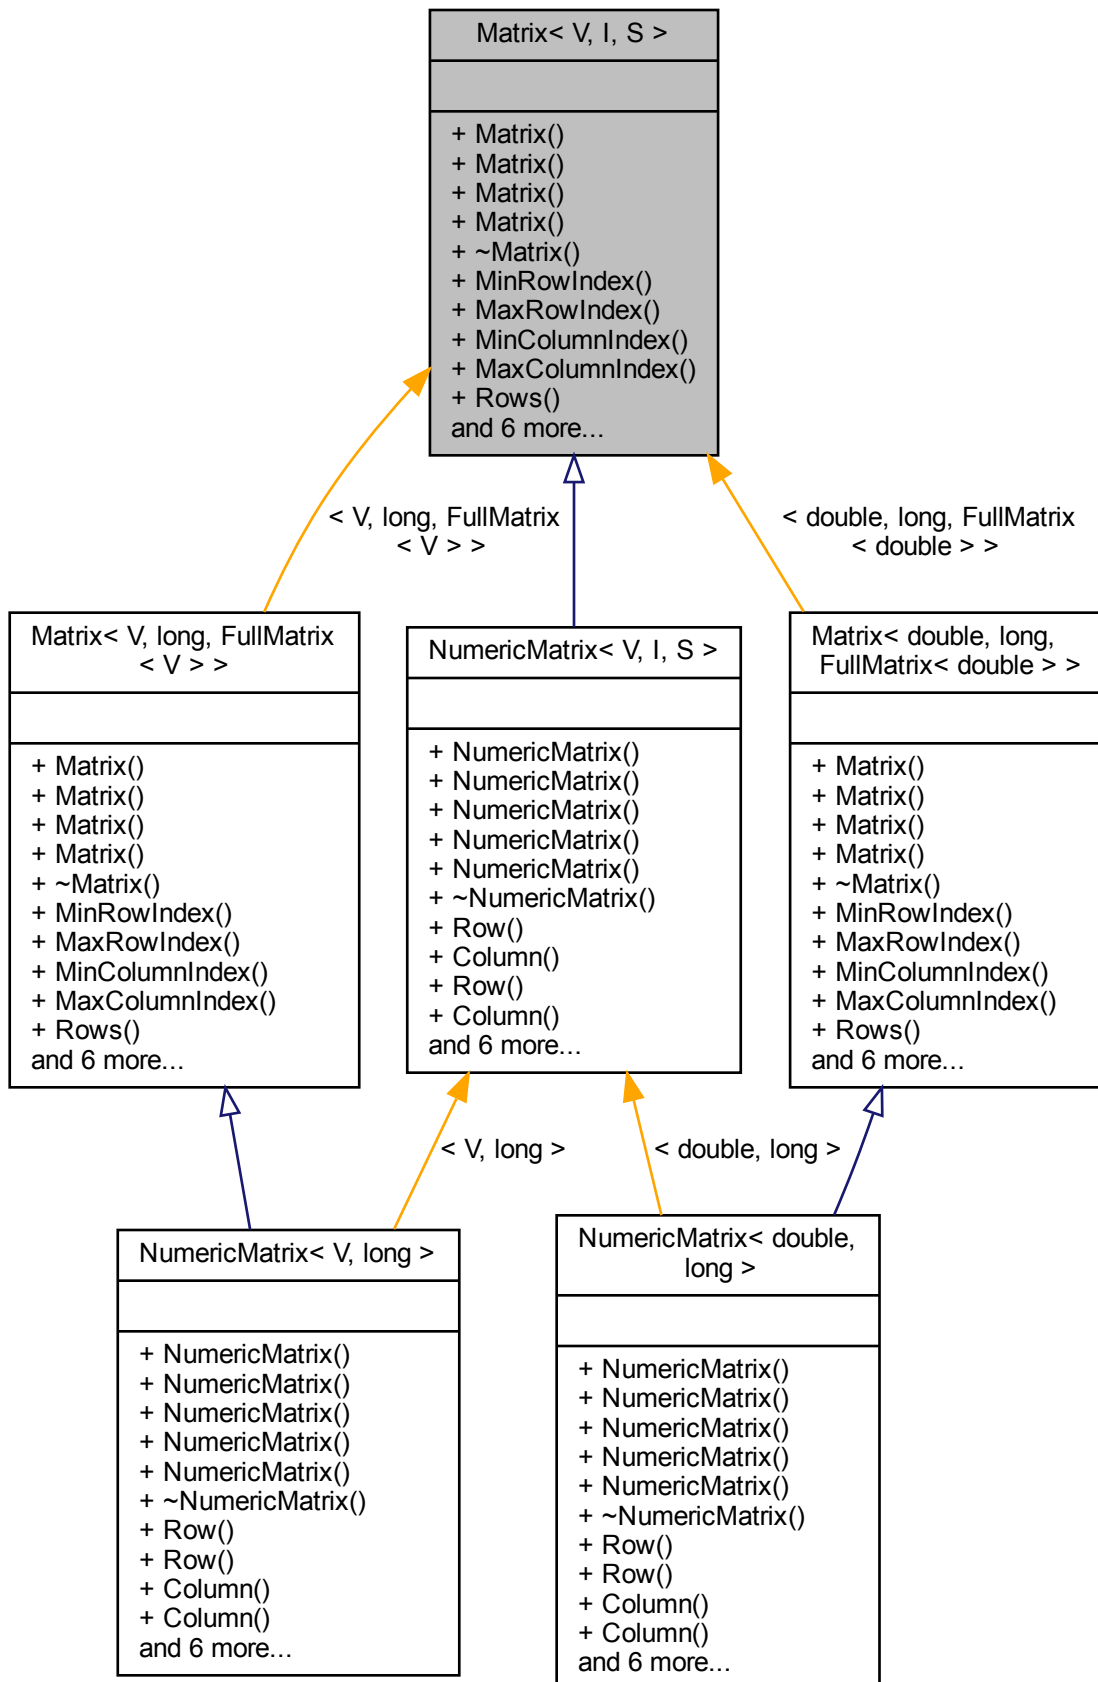 Matrix< V, I, S >
+ Matrix()
+ Matrix()
+ Matrix()
+ Matrix()
+ ~Matrix()
+ MinRowIndex()
+ MaxRowIndex()
+ MinColumnIndex()
+ MaxColumnIndex()
+ Rows()
and 6 more...
< V, long, FullMatrix
< V > >
< double, long, FullMatrix
< double > >
Matrix< V, long, FullMatrix
< V > >
+ Matrix()
+ Matrix()
+ Matrix()
+ Matrix()
+ ~Matrix()
+ MinRowIndex()
+ MaxRowIndex()
+ MinColumnIndex()
+ MaxColumnIndex()
+ Rows()
and 6 more...
NumericMatrix< V, I, S >
+ NumericMatrix()
+ NumericMatrix()
+ NumericMatrix()
+ NumericMatrix()
+ NumericMatrix()
+ ~NumericMatrix()
+ Row()
+ Column()
+ Row()
+ Column()
and 6 more...
Matrix< double, long,
FullMatrix< double > >
+ Matrix()
+ Matrix()
+ Matrix()
+ Matrix()
+ ~Matrix()
+ MinRowIndex()
+ MaxRowIndex()
+ MinColumnIndex()
+ MaxColumnIndex()
+ Rows()
and 6 more...
< V, long >
< double, long >
NumericMatrix< V, long >
+ NumericMatrix()
+ NumericMatrix()
+ NumericMatrix()
+ NumericMatrix()
+ NumericMatrix()
+ ~NumericMatrix()
+ Row()
+ Row()
+ Column()
+ Column()
and 6 more...
NumericMatrix< double,
long >
+ NumericMatrix()
+ NumericMatrix()
+ NumericMatrix()
+ NumericMatrix()
+ NumericMatrix()
+ ~NumericMatrix()
+ Row()
+ Row()
+ Column()
+ Column()
and 6 more...